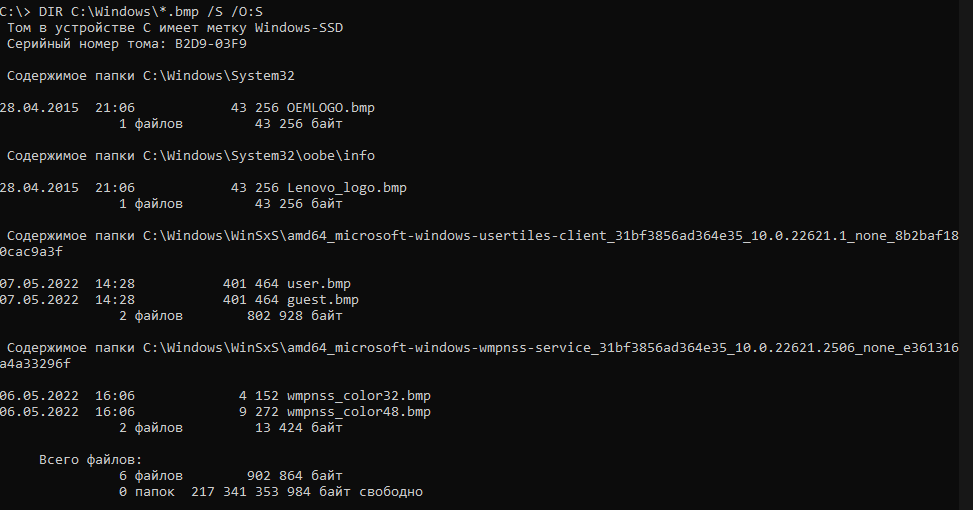 C:\> DIR C:\Windows\*.bmp /S /O:S
Том в устройстве C имеет метку Windows-SSD
Серийный номер тома: B2D9-03F9
Содержимое папки C:\Windows\System32
28.04.2015 21:06 43 256 OEMLOGO.bmp
1 файлов 43 256 байт
Содержимое папки C:\Windows\System32\oobe\info
28.04.2015 21:06 43 256 Lenovo_logo.bmp
1 файлов 43 256 байт
Содержимое папки C:\Windows\WinSxS\amd64_microsoft-windows-usertiles-client_31bf3856ad364e35_10.0.22621.1_none_8b2baf18
0cac9a3f
07.05.2022 14:28 401 464 user.bmp
07.05.2022 14:28 401 464 guest.bmp
2 файлов 802 928 байт
Содержимое папки C:\Windows\WinSxS\amd64_microsoft-windows-wmpnss-service_31bf3856ad364e35_10.0.22621.2506_none_e361316
a4a33296f
06.05.2022 16:06 4 152 wmpnss_color32.bmp
06.05.2022 16:06 9 272 wmpnss_color48.bmp
2 файлов 13 424 байт
Всего файлов:
6 файлов 902 864 байт
0 папок 217 341 353 984 байт свободно